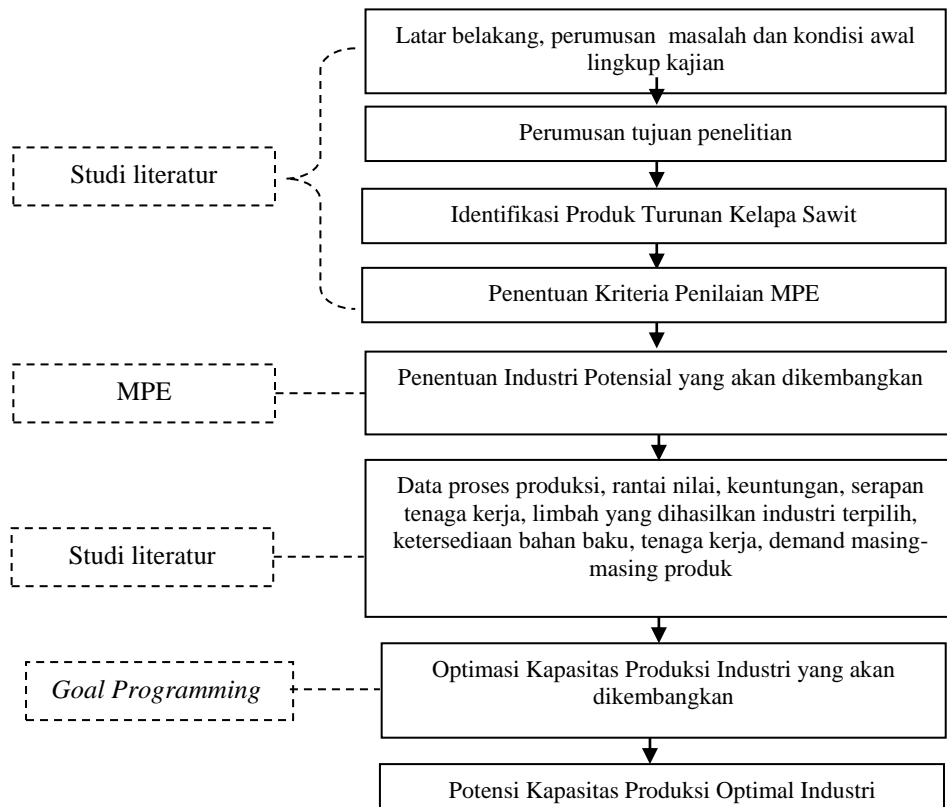 Latar belakang, perumusan masalah dan kondisi awal
lingkup kajian
Perumusan tujuan penelitian
Studi literatur
Identifikasi Produk Turunan Kelapa Sawit
Penentuan Kriteria Penilaian MPE
MPE
Penentuan Industri Potensial yang akan dikembangkan
Data proses produksi, rantai nilai, keuntungan, serapan
tenaga kerja, limbah yang dihasilkan industri terpilih,
ketersediaan bahan baku, tenaga kerja, demand masing-
masing produk
Studi literatur
Goal Programming
Optimasi Kapasitas Produksi Industri yang akan
dikembangkan
Potensi Kapasitas Produksi Optimal Industri